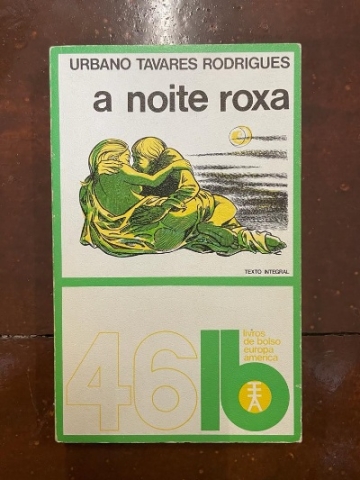 URBANO TAVARES RODRIGUES
a noite roxa
TEXTO INTEGRAL
46
lb
livros
de bolso
europa
américa